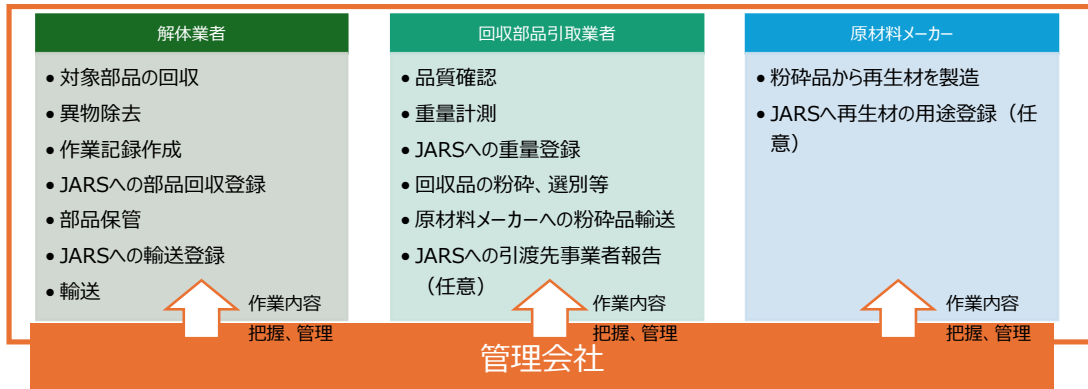 解体業者
• 対象部品の回収
• 異物除去
• 作業記録作成
• JARSへの部品回収登録
• 部品保管
• JARSへの輸送登録
• 輸送
作業内容
把握、管理
回収部品引取業者
• 品質確認
• 重量計測
• JARSへの重量登録
• 回収品の粉砕、選別等
• 原材料メーカーへの粉砕品輸送
• JARSへの引渡先事業者報告
（任意）
作業内容
把握、管理
原材料メーカー
• 粉砕品から再生材を製造
• JARSへ再生材の用途登録（任
意）
作業内容
把握、管理
管理会社